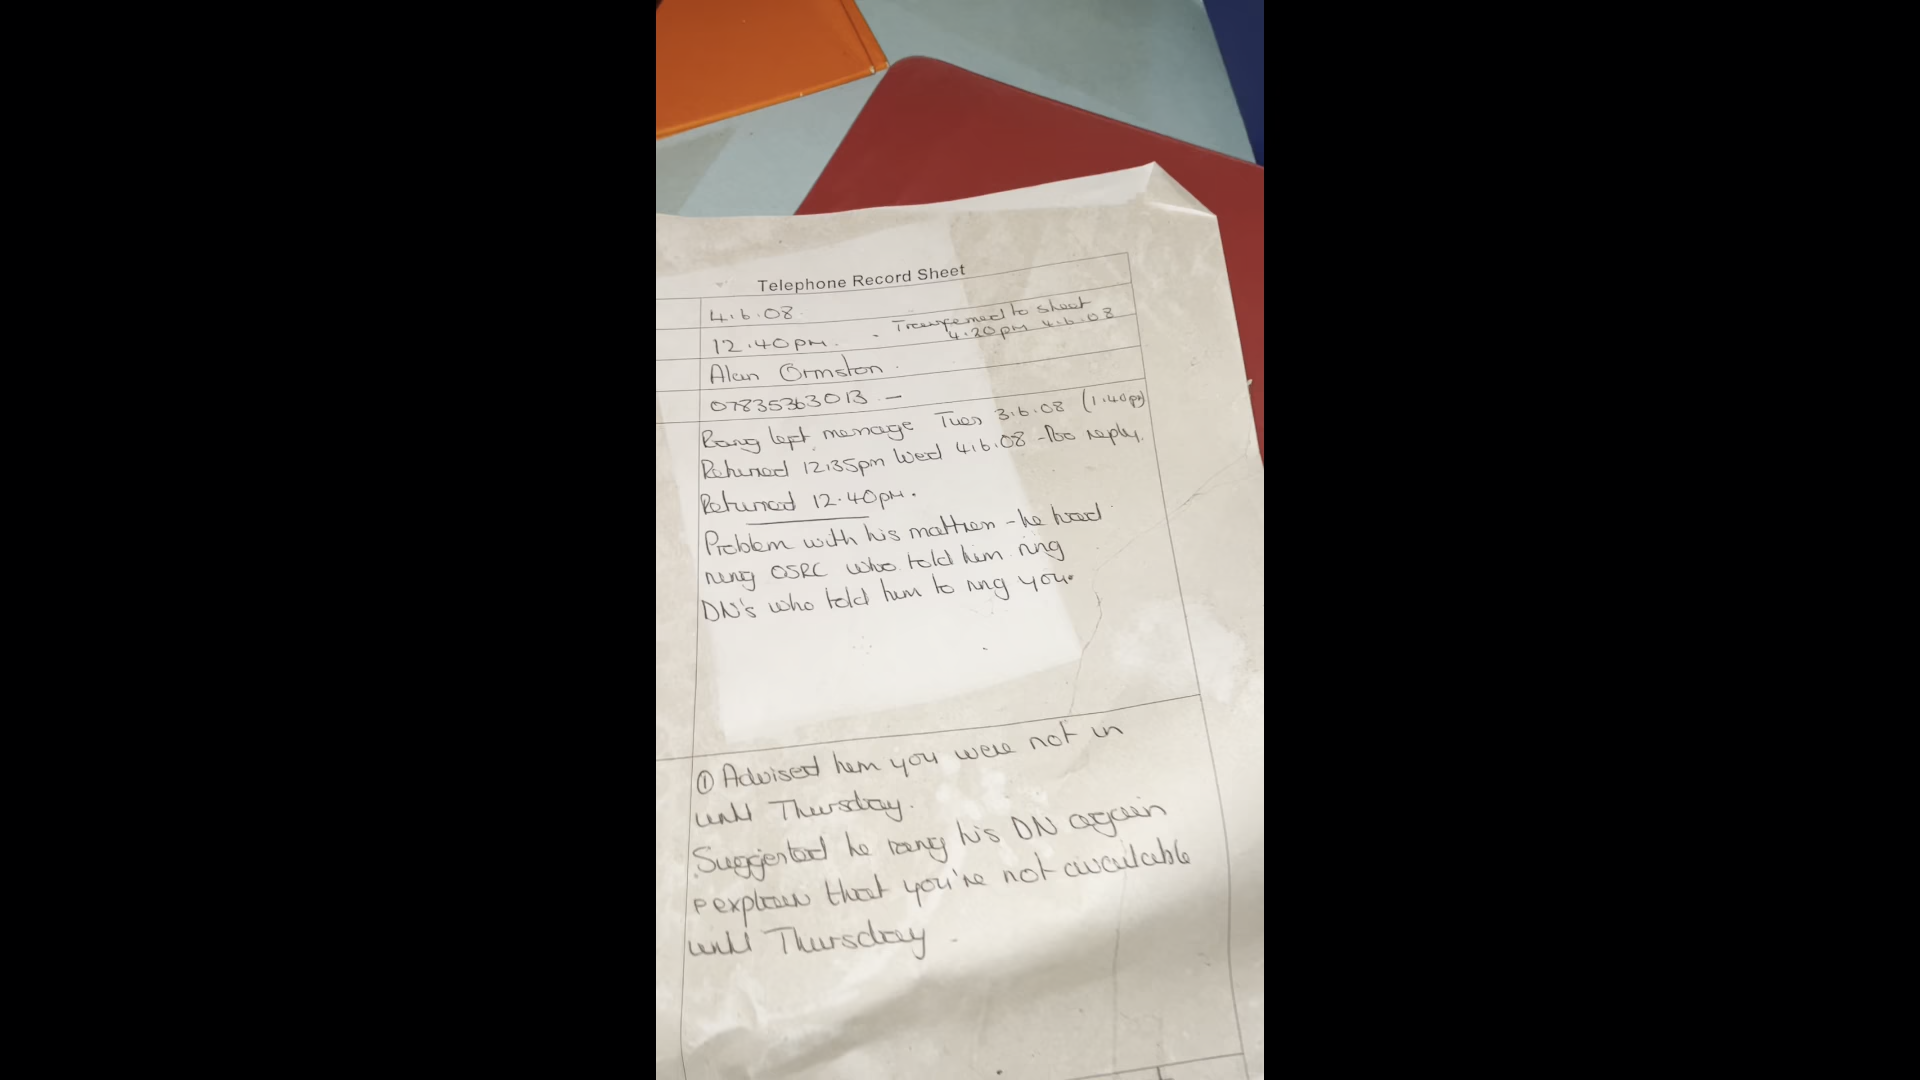 Telephone Record Sheet
4.6.08
Transferred to sheet
12.40pm. - 4.20pm 4.6.08
Alan Ormston
07835363013 -
Rang left message Tues 3.6.08 (1.40pm)
Returned 12.35pm Wed 4.6.08 - No reply.
Returned 12.40pm.
Problem with his mattress - he had
rung OSRC who told him ring
DN's who told him to ring you.
① Advised him you were not in
until Thursday.
Suggested he rang his DN again
& explain that you're not available
until Thursday.